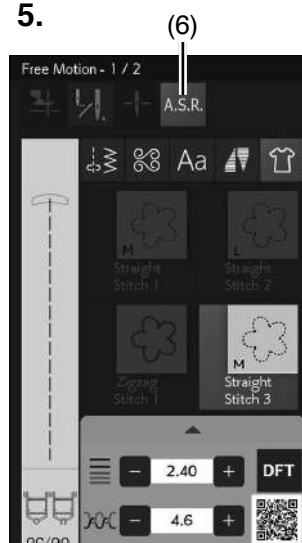 5.
(6)
Free Motion - 1 / 2
A.S.R.
Aa
M
L
Straight
Stitch 1
Straight
Stitch 2
M
Zigzag
Stitch 1
Straight
Stitch 3
2.40
DFT
4.6